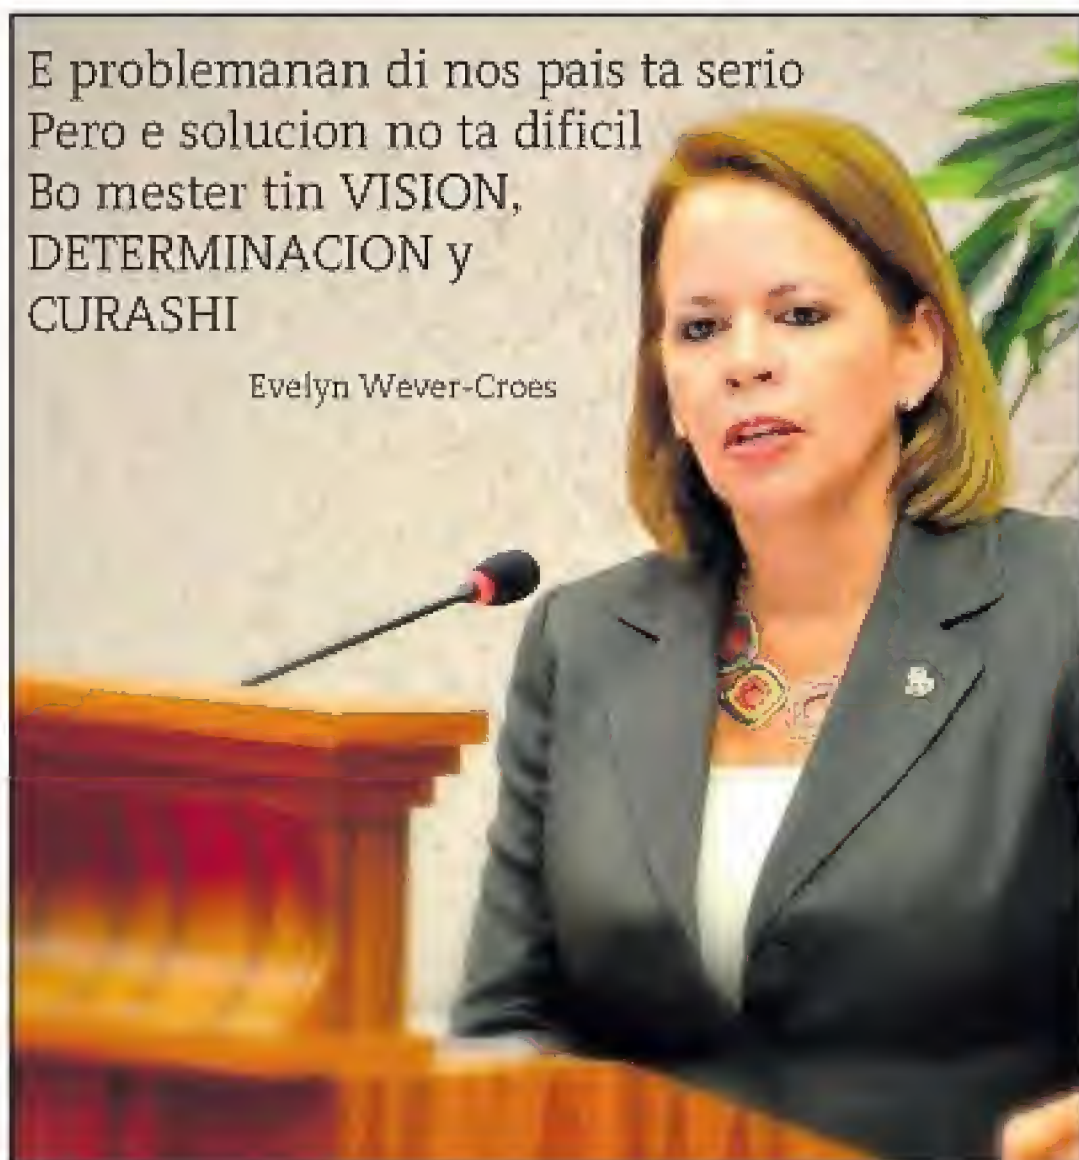 E problemanan di nos pais ta serio
Pero e solucion no ta dificil
Bo mester tin VISION,
DETERMINACION y
CURASHI
Evelyn Wever-Croes